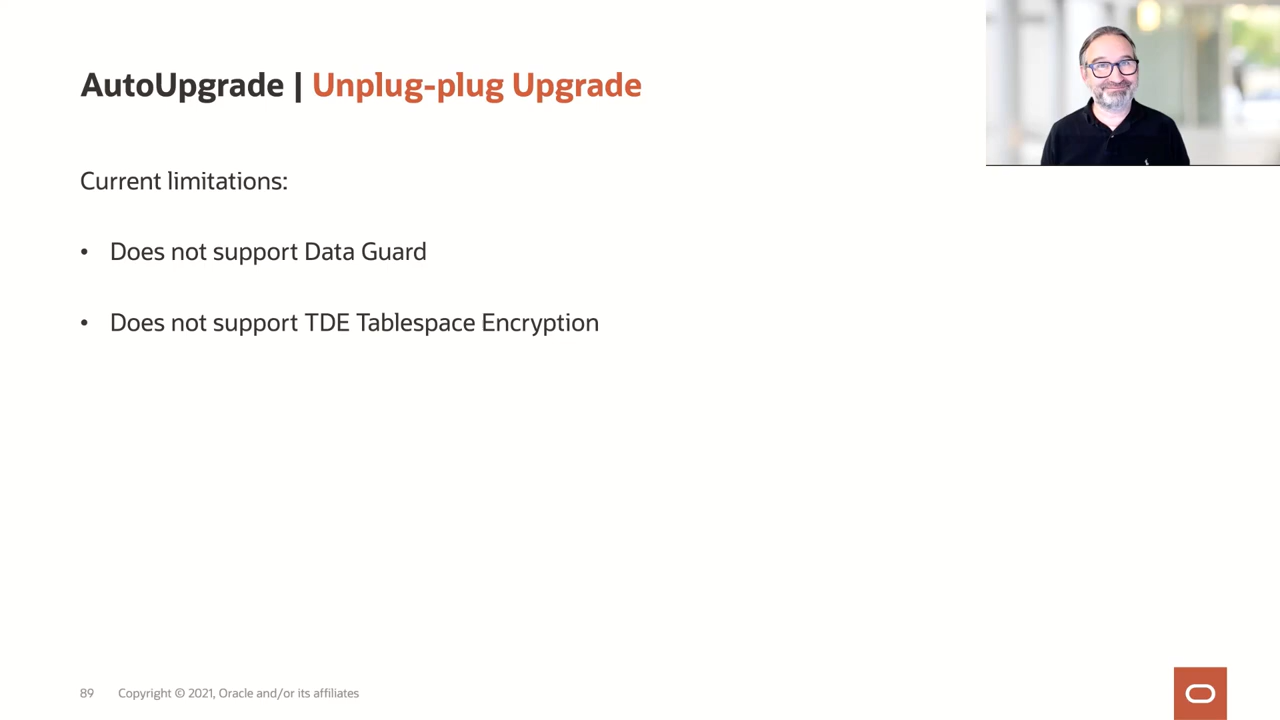 AutoUpgrade | Unplug-plug Upgrade
Current limitations:
• Does not support Data Guard
• Does not support TDE Tablespace Encryption
89 Copyright © 2021, Oracle and/or its affiliates